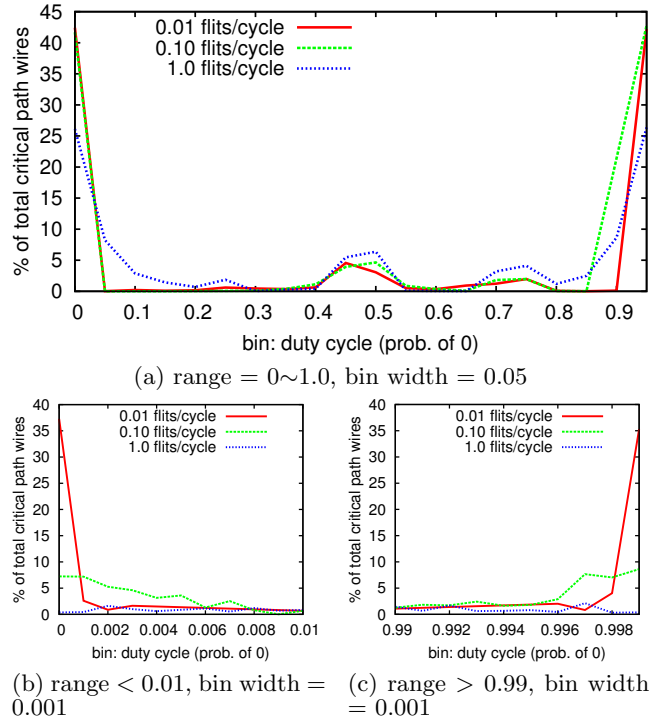 45
40
35
30
25
20
15
10
5
0
% of total critical path wires
0.01 flits/cycle
0.10 flits/cycle
1.0 flits/cycle
0 0.1 0.2 0.3 0.4 0.5 0.6 0.7 0.8 0.9
bin: duty cycle (prob. of 0)
(a) range = 0~1.0, bin width = 0.05
40
35
30
25
20
15
10
5
0
% of total critical path wires
0.01 flits/cycle
0.10 flits/cycle
1.0 flits/cycle
0 0.002 0.004 0.006 0.008 0.01
bin: duty cycle (prob. of 0)
(b) range < 0.01, bin width =
0.001
40
35
30
25
20
15
10
5
0
% of total critical path wires
0.01 flits/cycle
0.10 flits/cycle
1.0 flits/cycle
0.99 0.992 0.994 0.996 0.998
bin: duty cycle (prob. of 0)
(c) range > 0.99, bin width
= 0.001